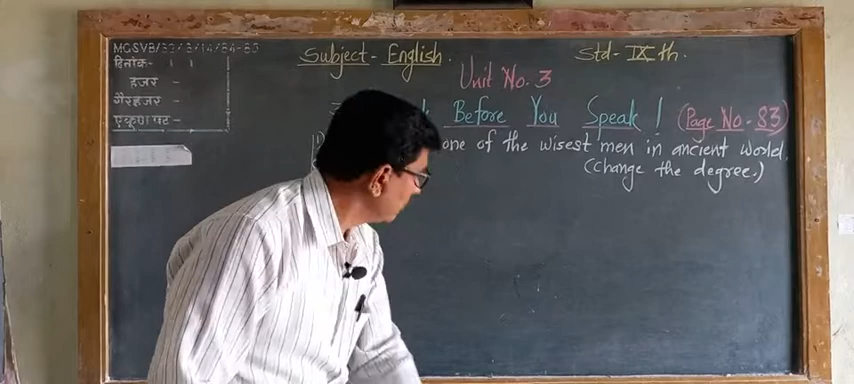 MGSVB/
Subject - English.
Std - IX th.
दिनांक-
हजर -
गैरहजर -
एकूण पट -
Unit No. 3
Before You Speak! (Page No. 83)
one of the wisest men in ancient world.
(Change the degree.)